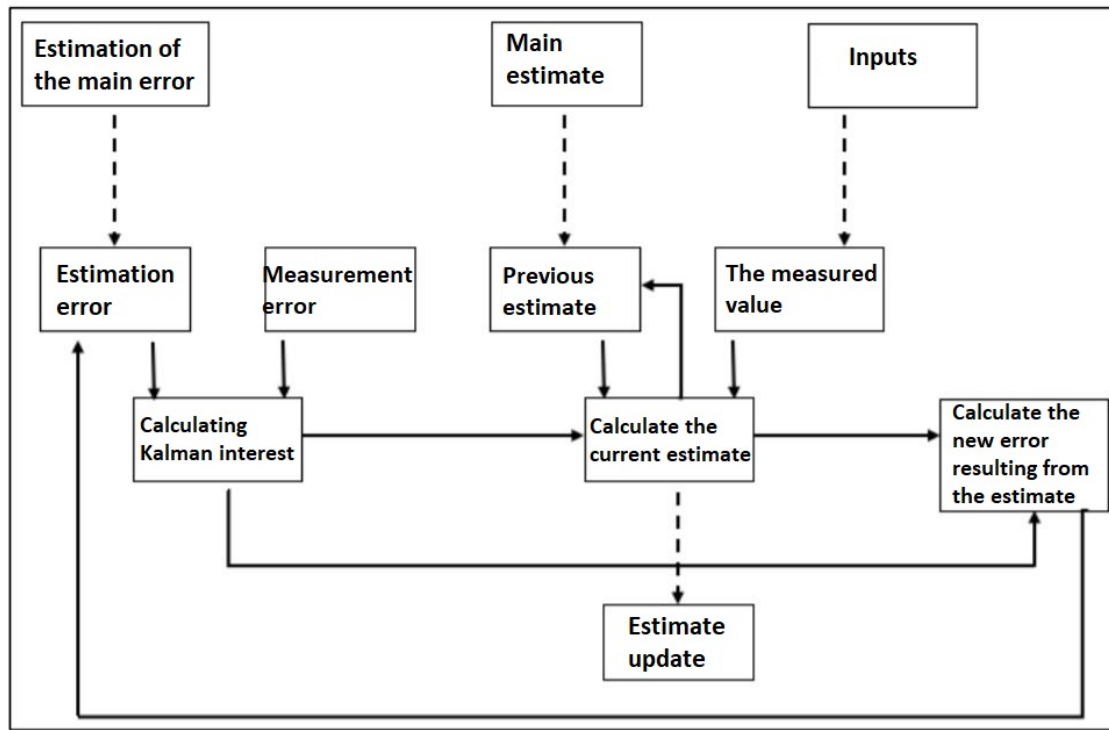 Estimation of
the main error
Main
estimate
Inputs
Estimation
error
Measurement
error
Previous
estimate
The measured
value
Calculating
Kalman interest
Calculate the
current estimate
Calculate the
new error
resulting from
the estimate
Estimate
update